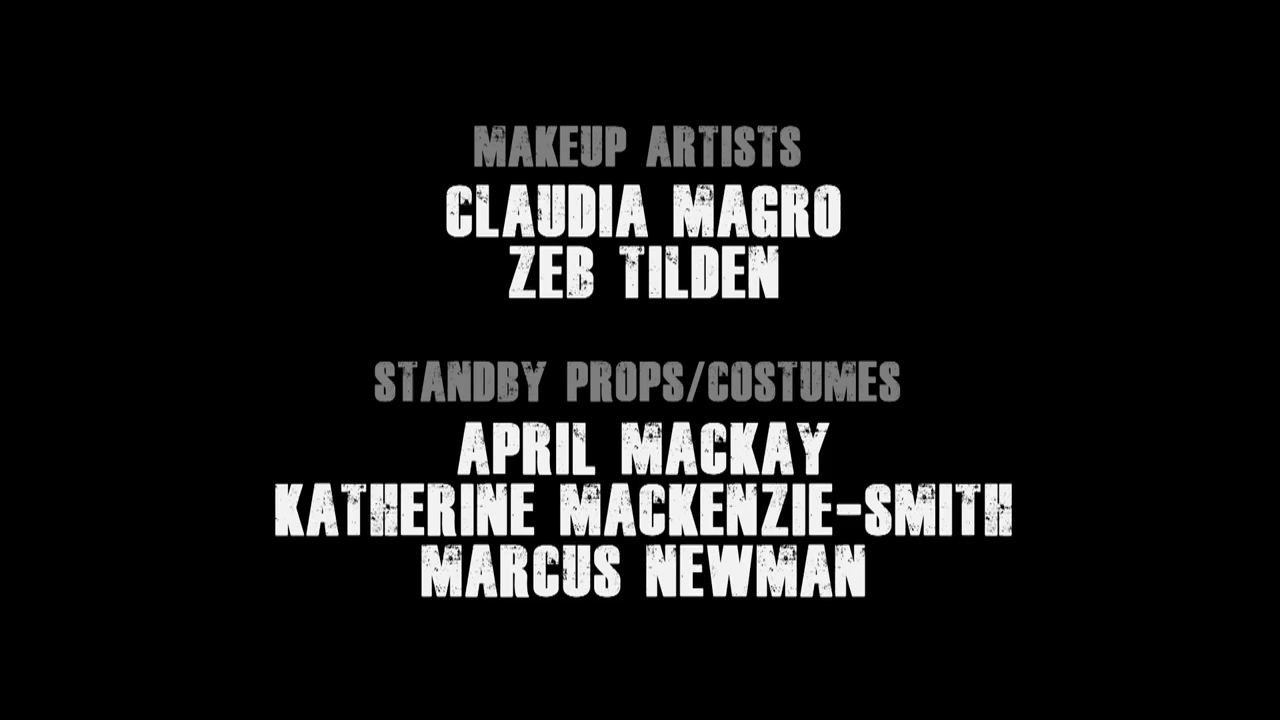 MAKEUP ARTISTS
CLAUDIA MAGRO
ZEB TILDEN
STANDBY PROPS/COSTUMES
APRIL MACKAY
KATHERINE MACKENZIE-SMITH
MARCUS NEWMAN